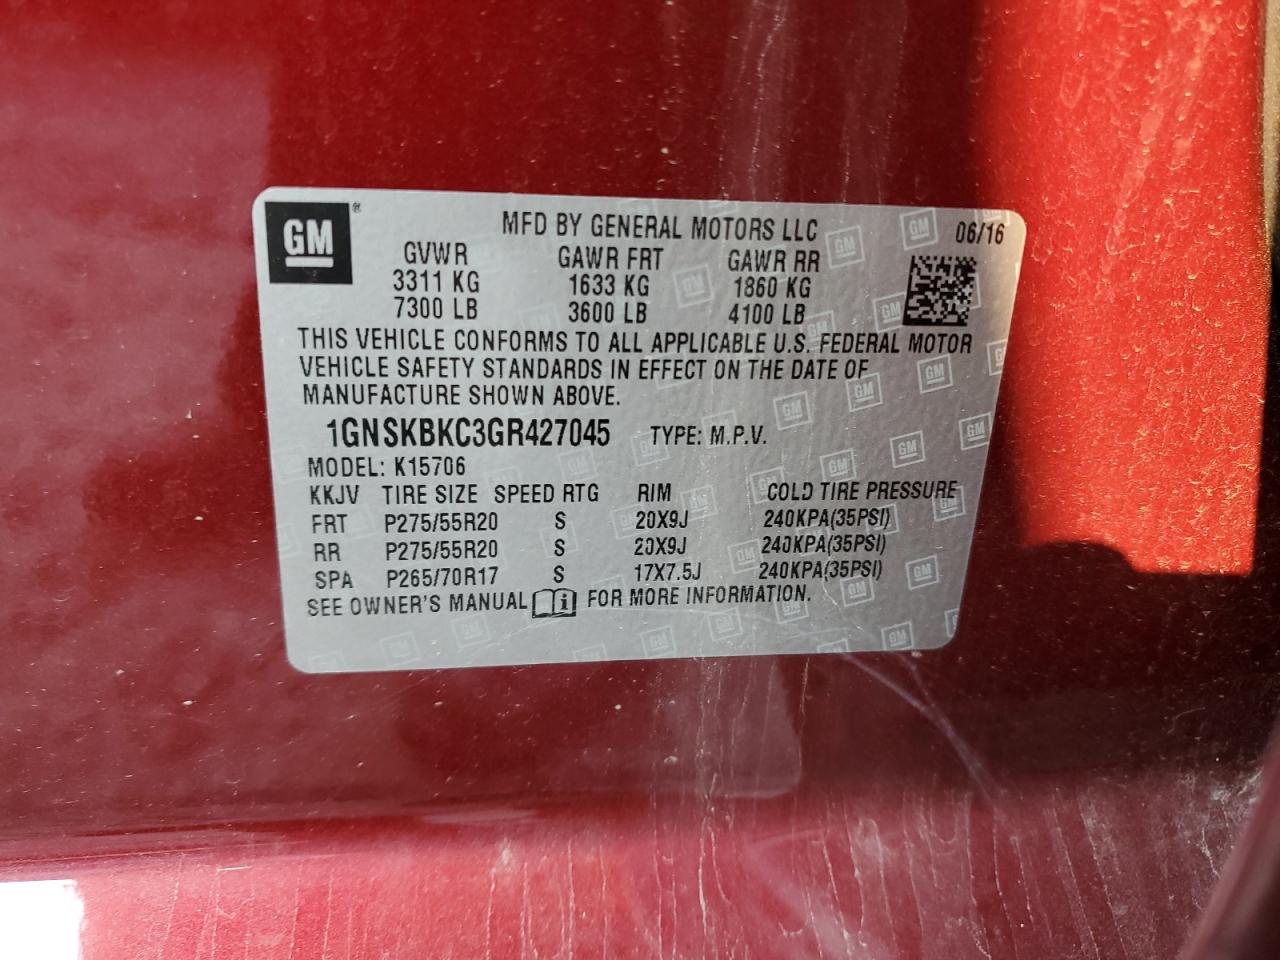 GM®
MFD BY GENERAL MOTORS LLC 06/16
GVWR GAWR FRT GAWR RR
3311 KG 1633 KG 1860 KG
7300 LB 3600 LB 4100 LB
THIS VEHICLE CONFORMS TO ALL APPLICABLE U.S. FEDERAL MOTOR
VEHICLE SAFETY STANDARDS IN EFFECT ON THE DATE OF
MANUFACTURE SHOWN ABOVE.
1GNSKBKC3GR427045 TYPE: M.P.V.
MODEL: K15706
KKJV TIRE SIZE SPEED RTG RIM COLD TIRE PRESSURE
FRT P275/55R20 S 20X9J 240KPA(35PSI)
RR P275/55R20 S 20X9J 240KPA(35PSI)
SPA P265/70R17 S 17X7.5J 240KPA(35PSI)
SEE OWNER'S MANUAL i FOR MORE INFORMATION.